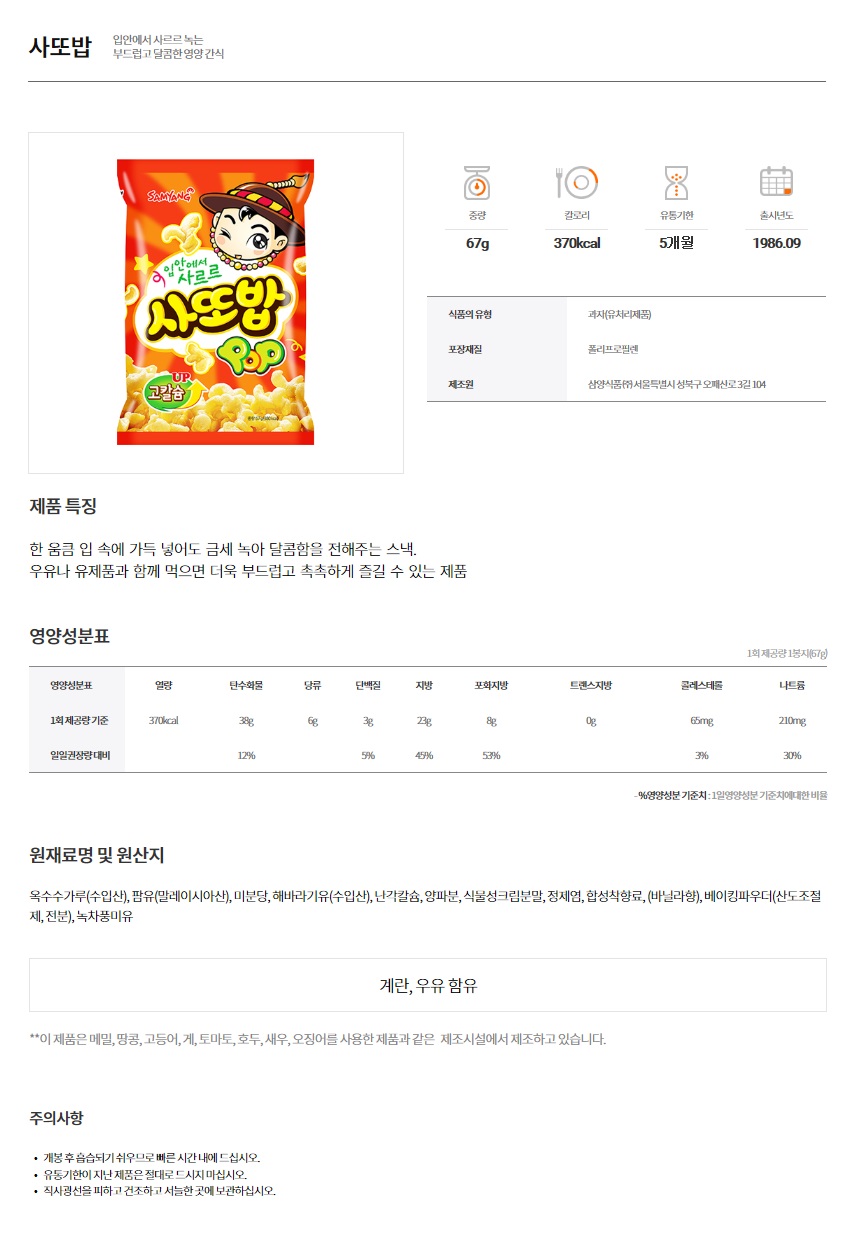 사또밥
입안에서 사르르 녹는
부드럽고 달콤한 영양 간식
SAMYANG
입안에서
사르르
사또밥
POP
UP
고칼슘
중량
칼로리
유통기한
출시년도
67g
370kcal
5개월
1986.09
식품의 유형 과자(유처리제품)
포장재질 폴리프로필렌
제조원 삼양식품㈜ 서울특별시 성북구 오패산로 3길 104
제품 특징
한 움큼 입 속에 가득 넣어도 금세 녹아 달콤함을 전해주는 스낵.
우유나 유제품과 함께 먹으면 더욱 부드럽고 촉촉하게 즐길 수 있는 제품
영양성분표
1회 제공량 1봉지(67g)
영양성분표 열량 탄수화물 당류 단백질 지방 포화지방 트랜스지방 콜레스테롤 나트륨
1회 제공량 기준 370kcal 38g 6g 3g 23g 8g 0g 65mg 210mg
일일권장량 대비 12% 5% 45% 53% 3% 30%
- %영양성분 기준치 : 1일영양성분 기준치에대한 비율
원재료명 및 원산지
옥수수가루(수입산), 팜유(말레이시아산), 미분당, 해바라기유(수입산), 난각칼슘, 양파분, 식물성크림분말, 정제염, 합성착향료, (바닐라향), 베이킹파우더(산도조절
제, 전분), 녹차풍미유
계란, 우유 함유
**이 제품은 메밀, 땅콩, 고등어, 게, 토마토, 호두, 새우, 오징어를 사용한 제품과 같은 제조시설에서 제조하고 있습니다.
주의사항
• 개봉 후 흡습되기 쉬우므로 빠른 시간 내에 드십시오.
• 유통기한이 지난 제품은 절대로 드시지 마십시오.
• 직사광선을 피하고 건조하고 서늘한 곳에 보관하십시오.